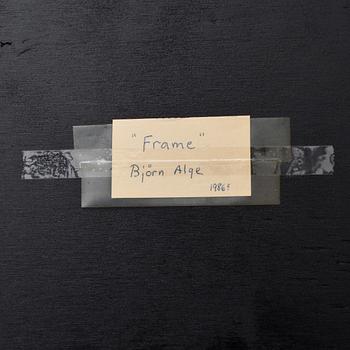 "Frame"
Björn Alge
1986?